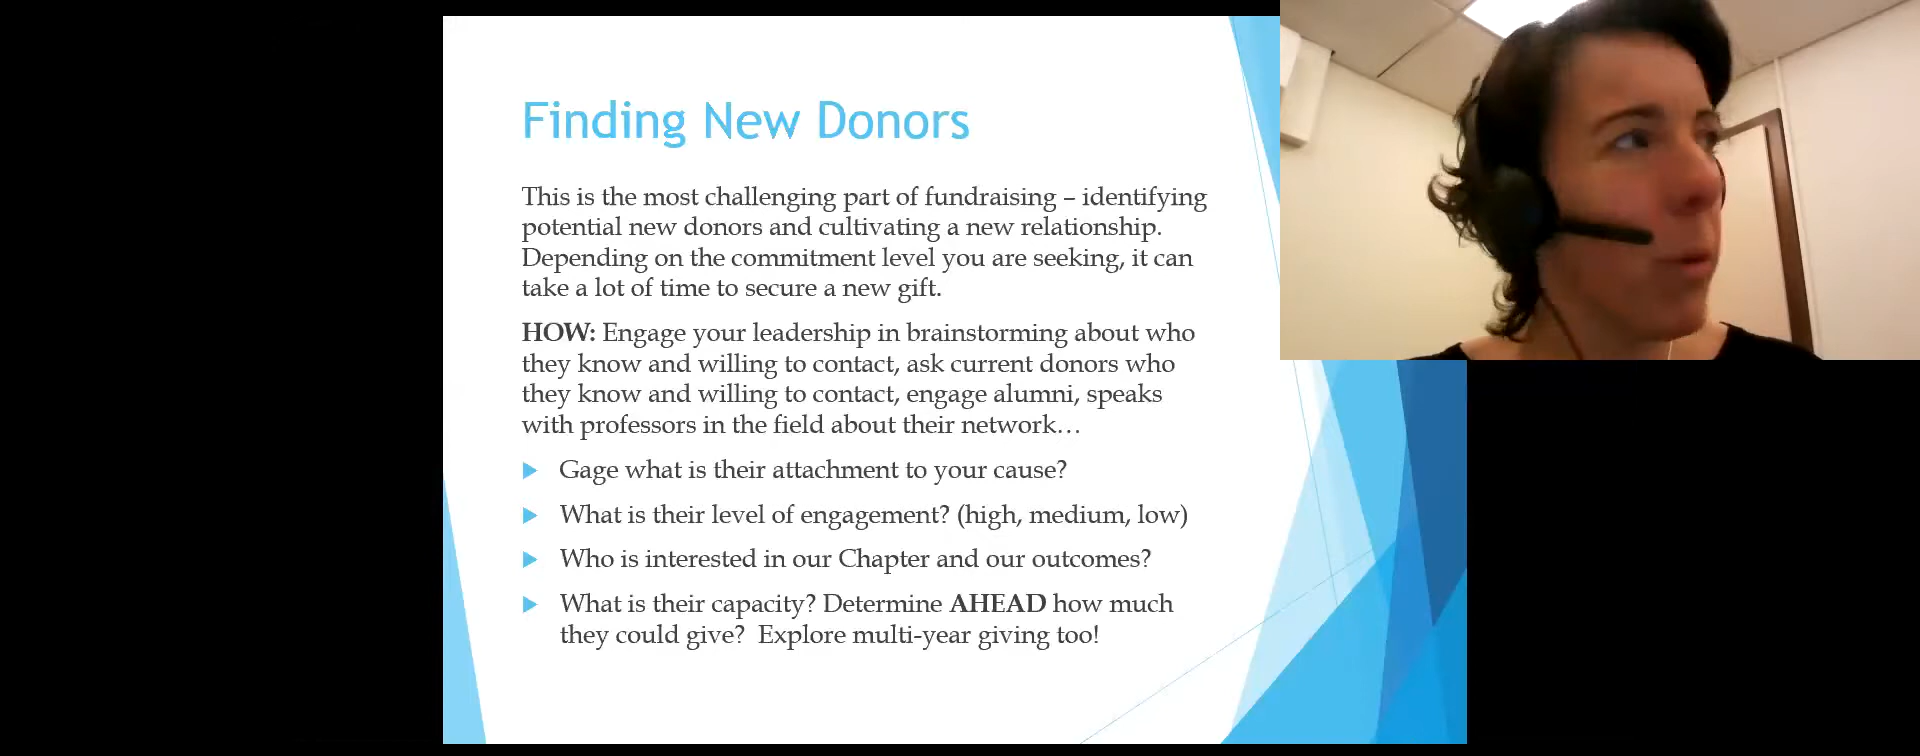 Finding New Donors
This is the most challenging part of fundraising – identifying
potential new donors and cultivating a new relationship.
Depending on the commitment level you are seeking, it can
take a lot of time to secure a new gift.
HOW: Engage your leadership in brainstorming about who
they know and willing to contact, ask current donors who
they know and willing to contact, engage alumni, speaks
with professors in the field about their network…
Gage what is their attachment to your cause?
What is their level of engagement? (high, medium, low)
Who is interested in our Chapter and our outcomes?
What is their capacity? Determine AHEAD how much
they could give?  Explore multi-year giving too!